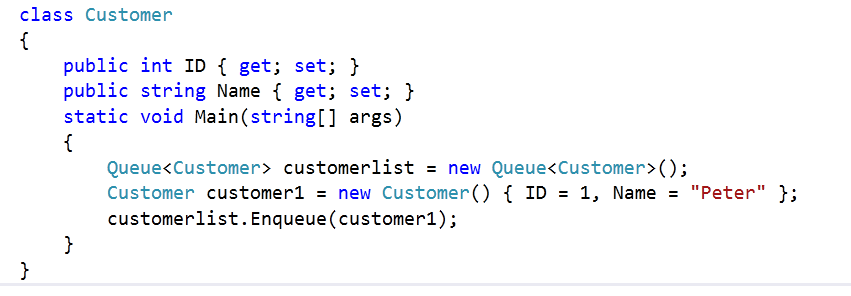 class Customer
{
    public int ID { get; set; }
    public string Name { get; set; }
    static void Main(string[] args)
    {
        Queue<Customer> customerlist = new Queue<Customer>();
        Customer customer1 = new Customer() { ID = 1, Name = "Peter" };
        customerlist.Enqueue(customer1);
    }
}